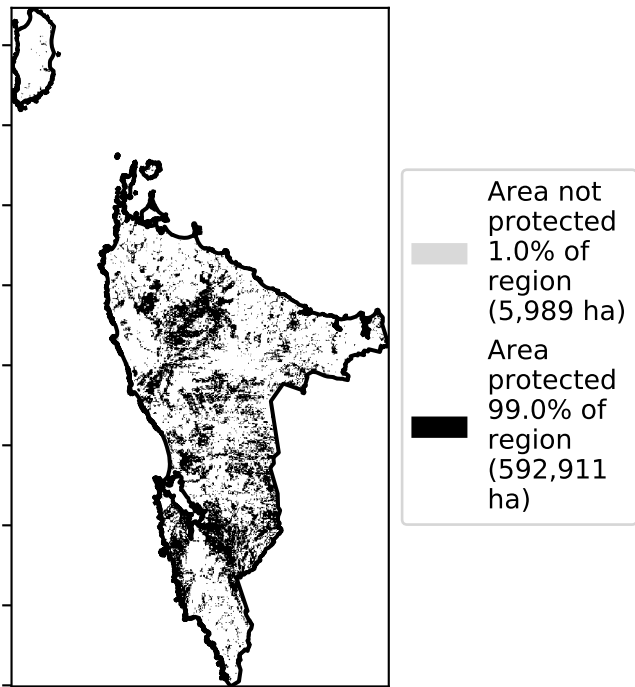 Area not
protected
1.0% of
region
(5,989 ha)
Area
protected
99.0% of
region
(592,911
ha)